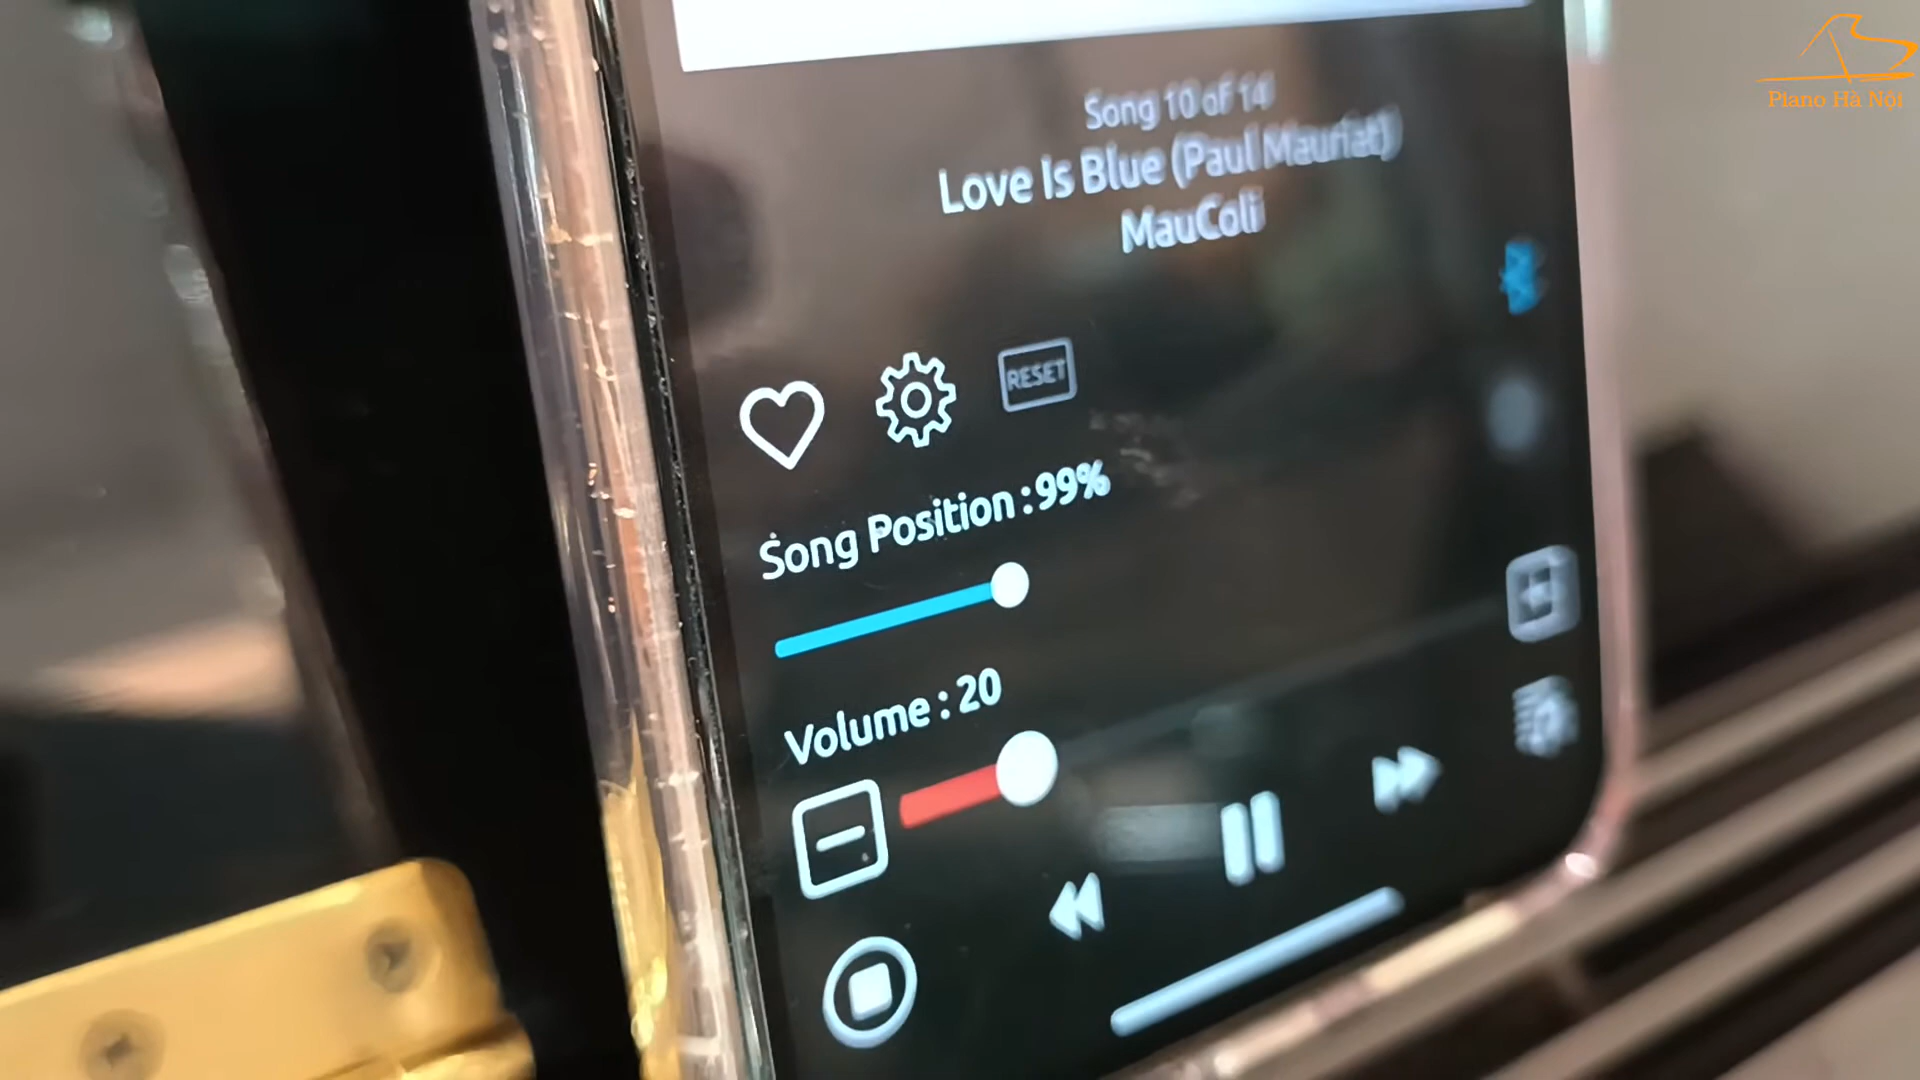 Piano Hà Nội
Song 10 of 14
Love Is Blue (Paul Mauriat)
MauColi
RESET
Song Position : 99%
Volume : 20